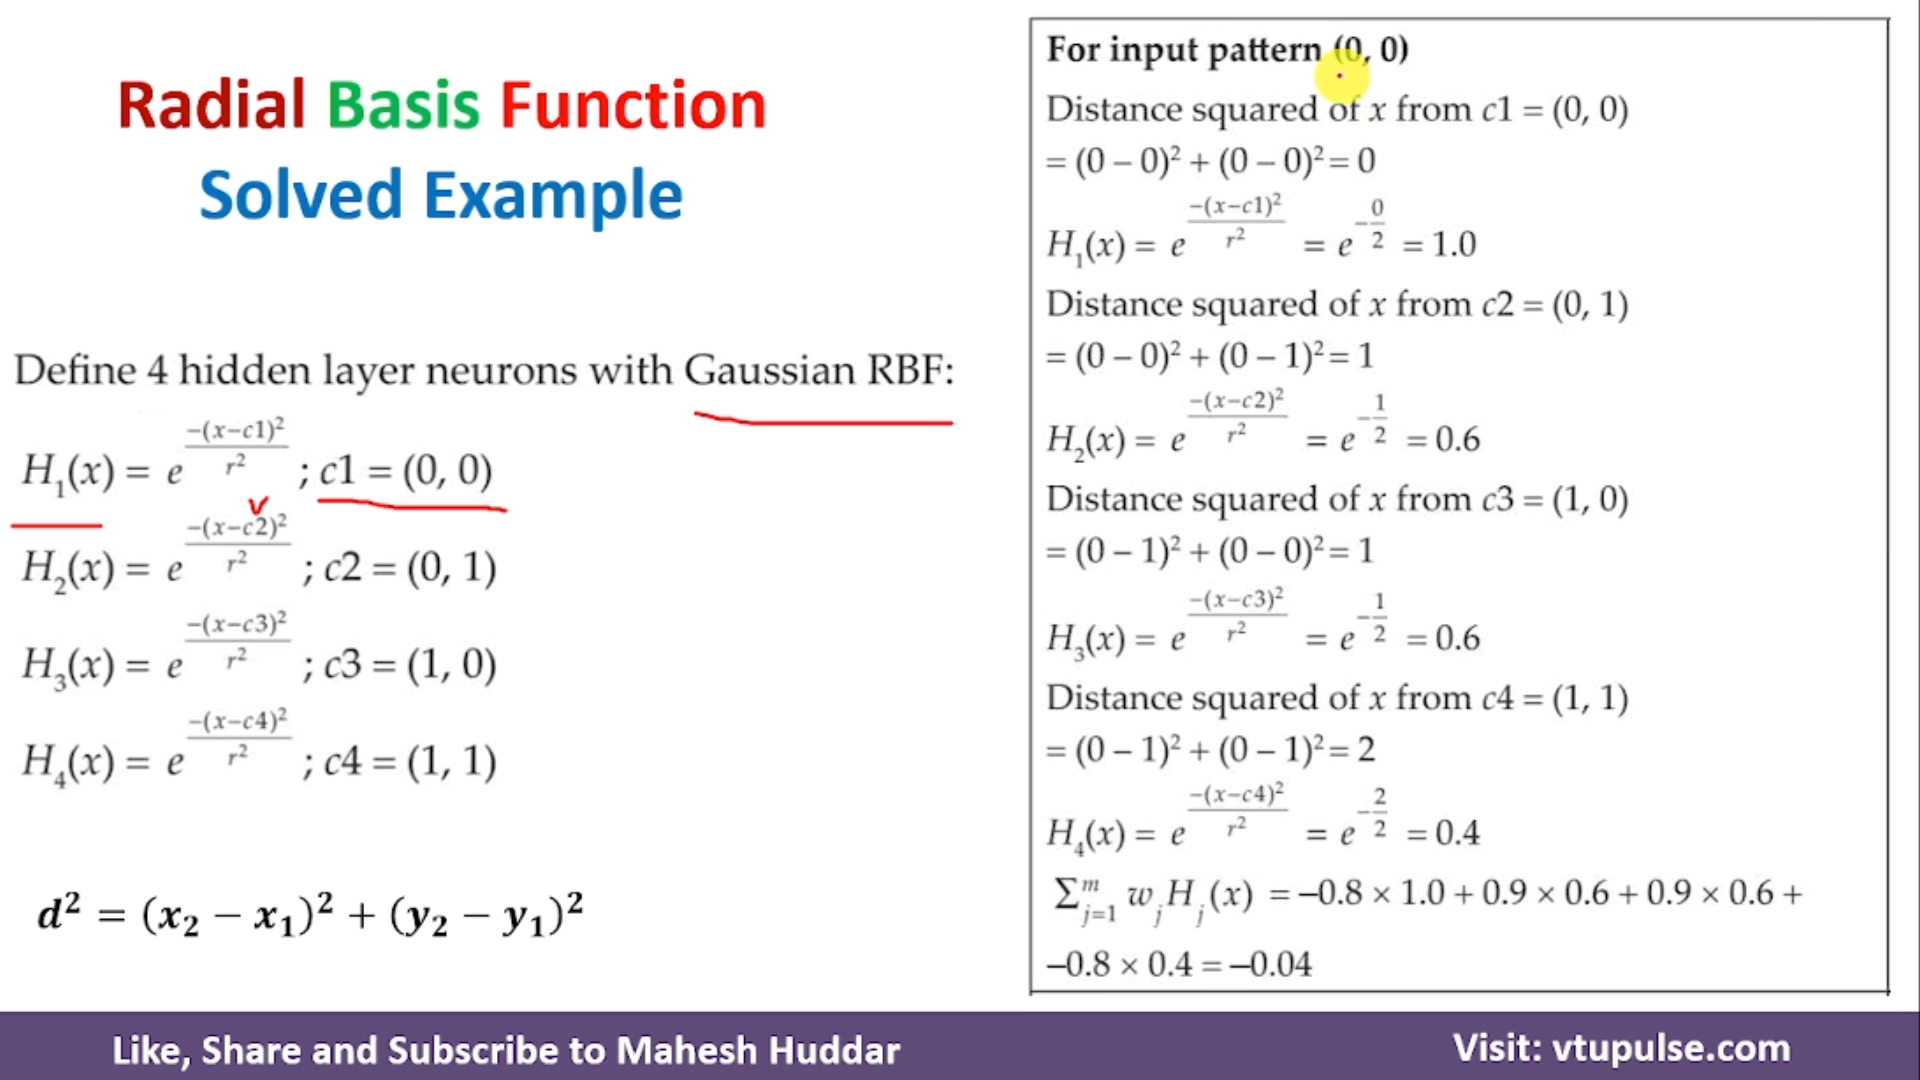 Radial Basis Function
Solved Example
Define 4 hidden layer neurons with Gaussian RBF:
H₁(x) = e^(−(x−c1)²/r²) ; c1 = (0, 0)
H₂(x) = e^(−(x−c2)²/r²) ; c2 = (0, 1)
H₃(x) = e^(−(x−c3)²/r²) ; c3 = (1, 0)
H₄(x) = e^(−(x−c4)²/r²) ; c4 = (1, 1)
d² = (x₂ − x₁)² + (y₂ − y₁)²
For input pattern (0, 0)
Distance squared of x from c1 = (0, 0)
= (0 – 0)² + (0 – 0)² = 0
H₁(x) = e^(−(x−c1)²/r²) = e^(−0/2) = 1.0
Distance squared of x from c2 = (0, 1)
= (0 – 0)² + (0 – 1)² = 1
H₂(x) = e^(−(x−c2)²/r²) = e^(−1/2) = 0.6
Distance squared of x from c3 = (1, 0)
= (0 – 1)² + (0 – 0)² = 1
H₃(x) = e^(−(x−c3)²/r²) = e^(−1/2) = 0.6
Distance squared of x from c4 = (1, 1)
= (0 – 1)² + (0 – 1)² = 2
H₄(x) = e^(−(x−c4)²/r²) = e^(−2/2) = 0.4
∑ᵐⱼ₌₁ wⱼHⱼ(x) = –0.8 × 1.0 + 0.9 × 0.6 + 0.9 × 0.6 +
–0.8 × 0.4 = –0.04
Like, Share and Subscribe to Mahesh Huddar
Visit: vtupulse.com